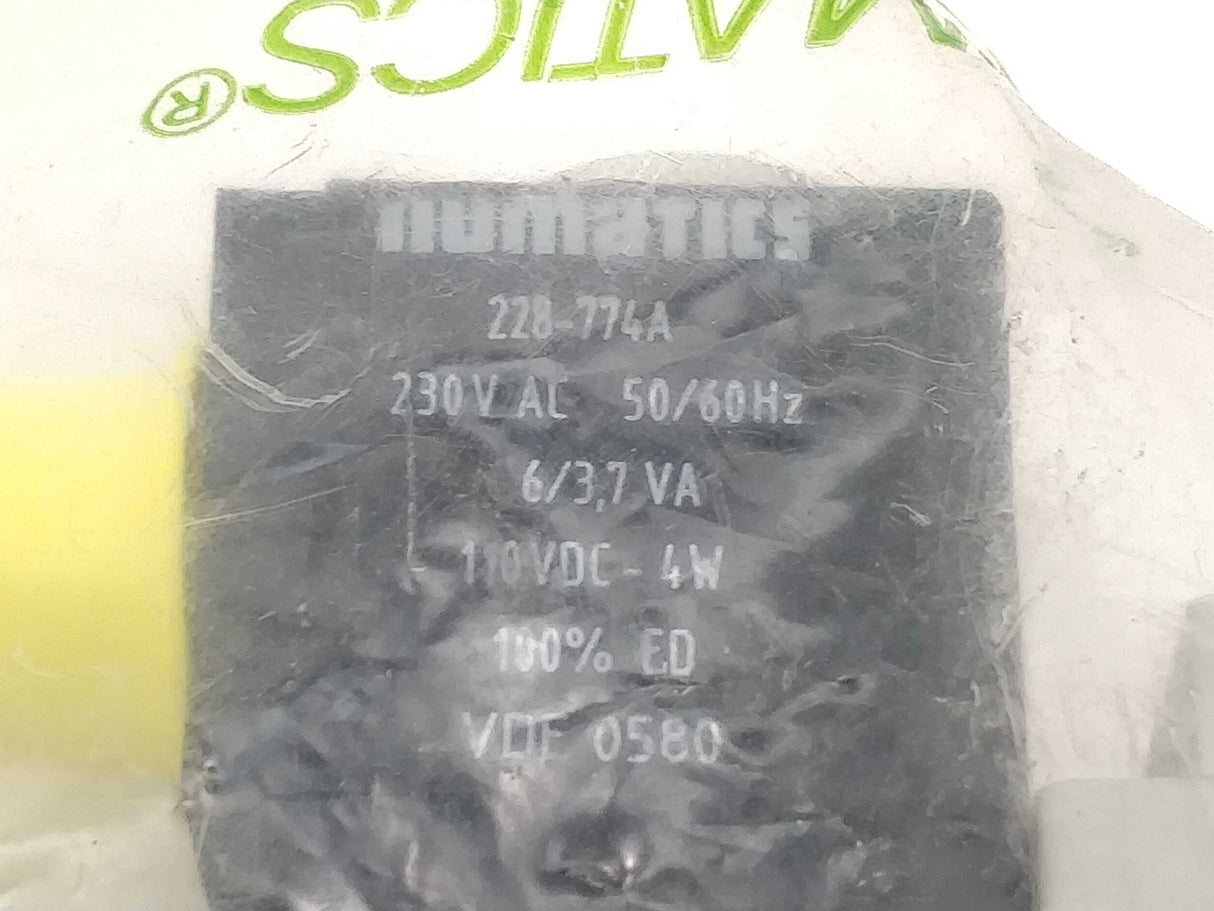 MATICS®
numatics
228-774A
230V AC 50/60Hz
6/3,7 VA
110VDC - 4W
100% ED
VDE 0580